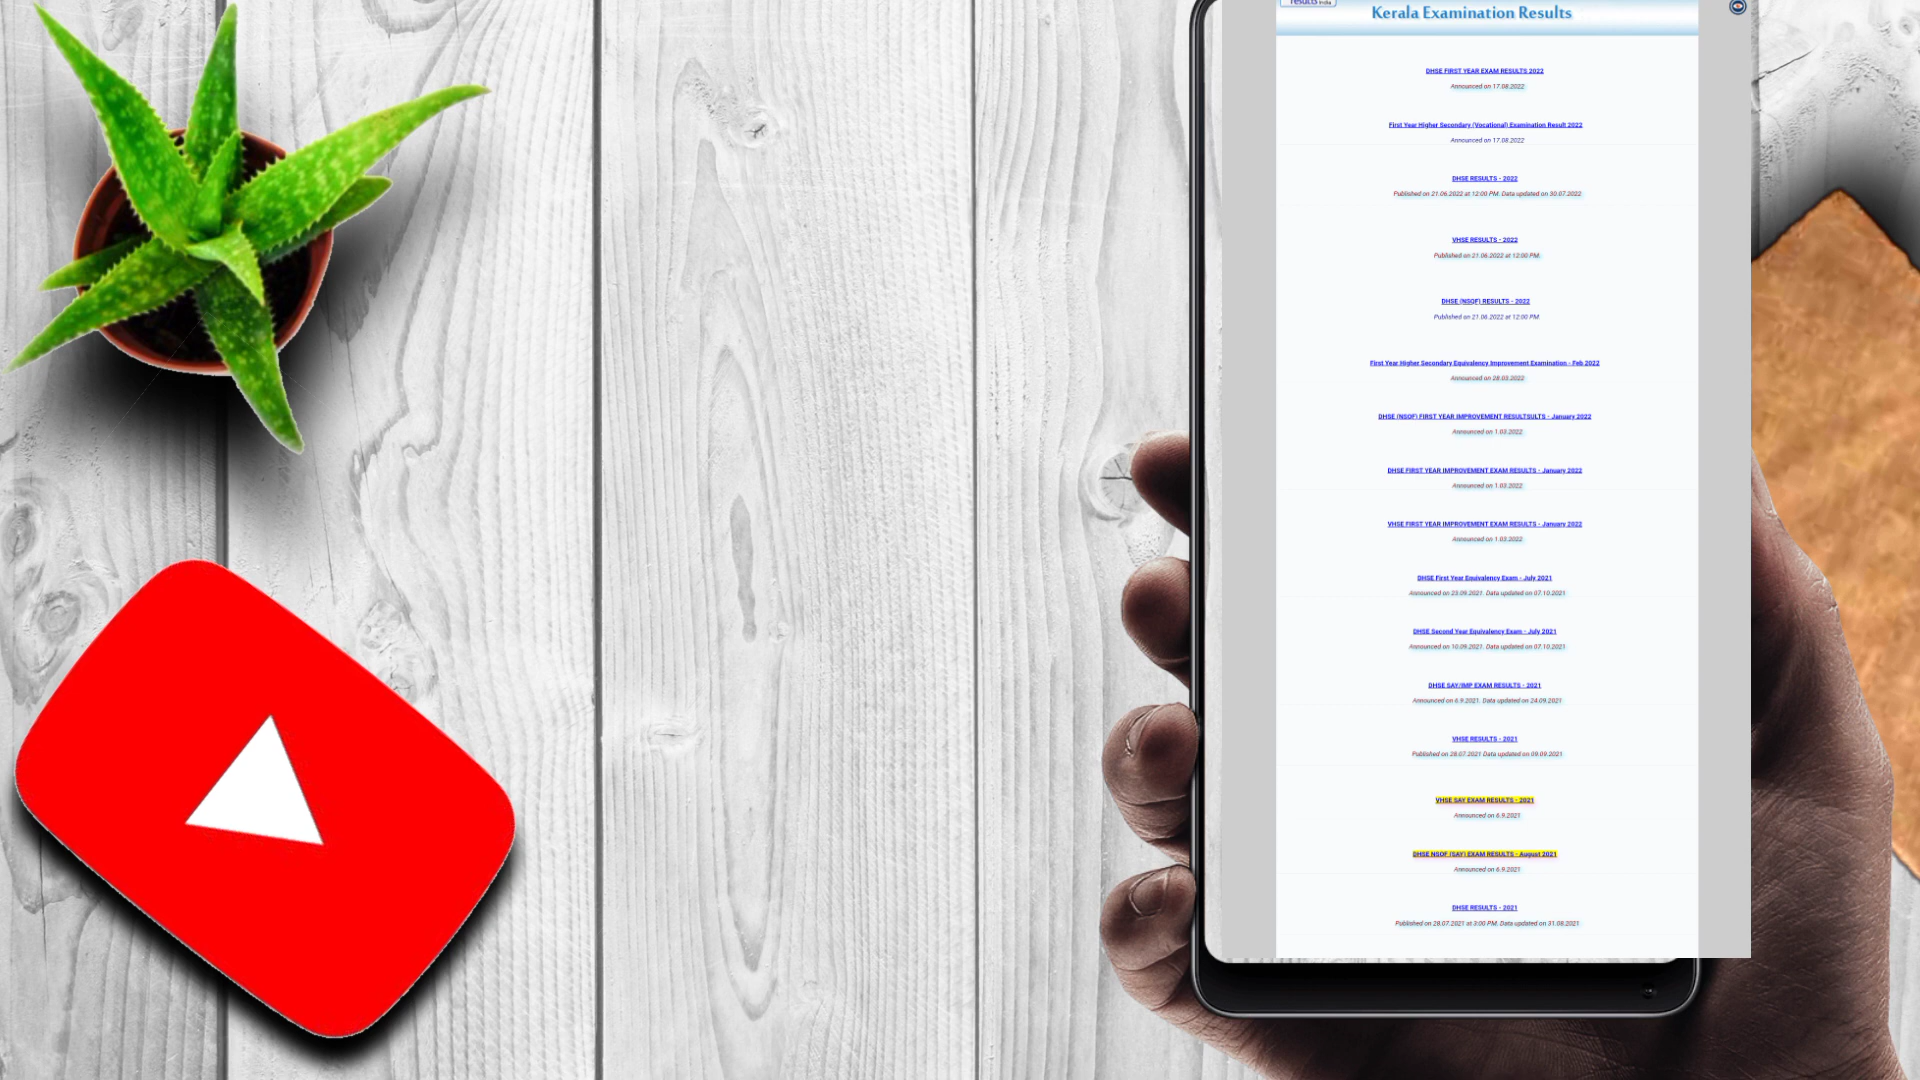 results india
Kerala Examination Results
DHSE FIRST YEAR EXAM RESULTS 2022
Announced on 17.08.2022
First Year Higher Secondary (Vocational) Examination Result 2022
Announced on 17.08.2022
DHSE RESULTS - 2022
Published on 21.06.2022 at 12:00 PM. Data updated on 30.07.2022
VHSE RESULTS - 2022
Published on 21.06.2022 at 12:00 PM.
DHSE (NSQF) RESULTS - 2022
Published on 21.06.2022 at 12:00 PM.
First Year Higher Secondary Equivalency Improvement Examination - Feb 2022
Announced on 28.03.2022
DHSE (NSQF) FIRST YEAR IMPROVEMENT RESULTSULTS - January 2022
Announced on 1.03.2022
DHSE FIRST YEAR IMPROVEMENT EXAM RESULTS - January 2022
Announced on 1.03.2022
VHSE FIRST YEAR IMPROVEMENT EXAM RESULTS - January 2022
Announced on 1.03.2022
DHSE First Year Equivalency Exam - July 2021
Announced on 23.09.2021. Data updated on 07.10.2021
DHSE Second Year Equivalency Exam - July 2021
Announced on 10.09.2021. Data updated on 07.10.2021
DHSE SAY/IMP EXAM RESULTS - 2021
Announced on 6.9.2021. Data updated on 24.09.2021
VHSE RESULTS - 2021
Published on 28.07.2021 Data updated on 09.09.2021
VHSE SAY EXAM RESULTS - 2021
Announced on 6.9.2021
DHSE NSQF (SAY) EXAM RESULTS - August 2021
Announced on 6.9.2021
DHSE RESULTS - 2021
Published on 28.07.2021 at 3:00 PM. Data updated on 31.08.2021